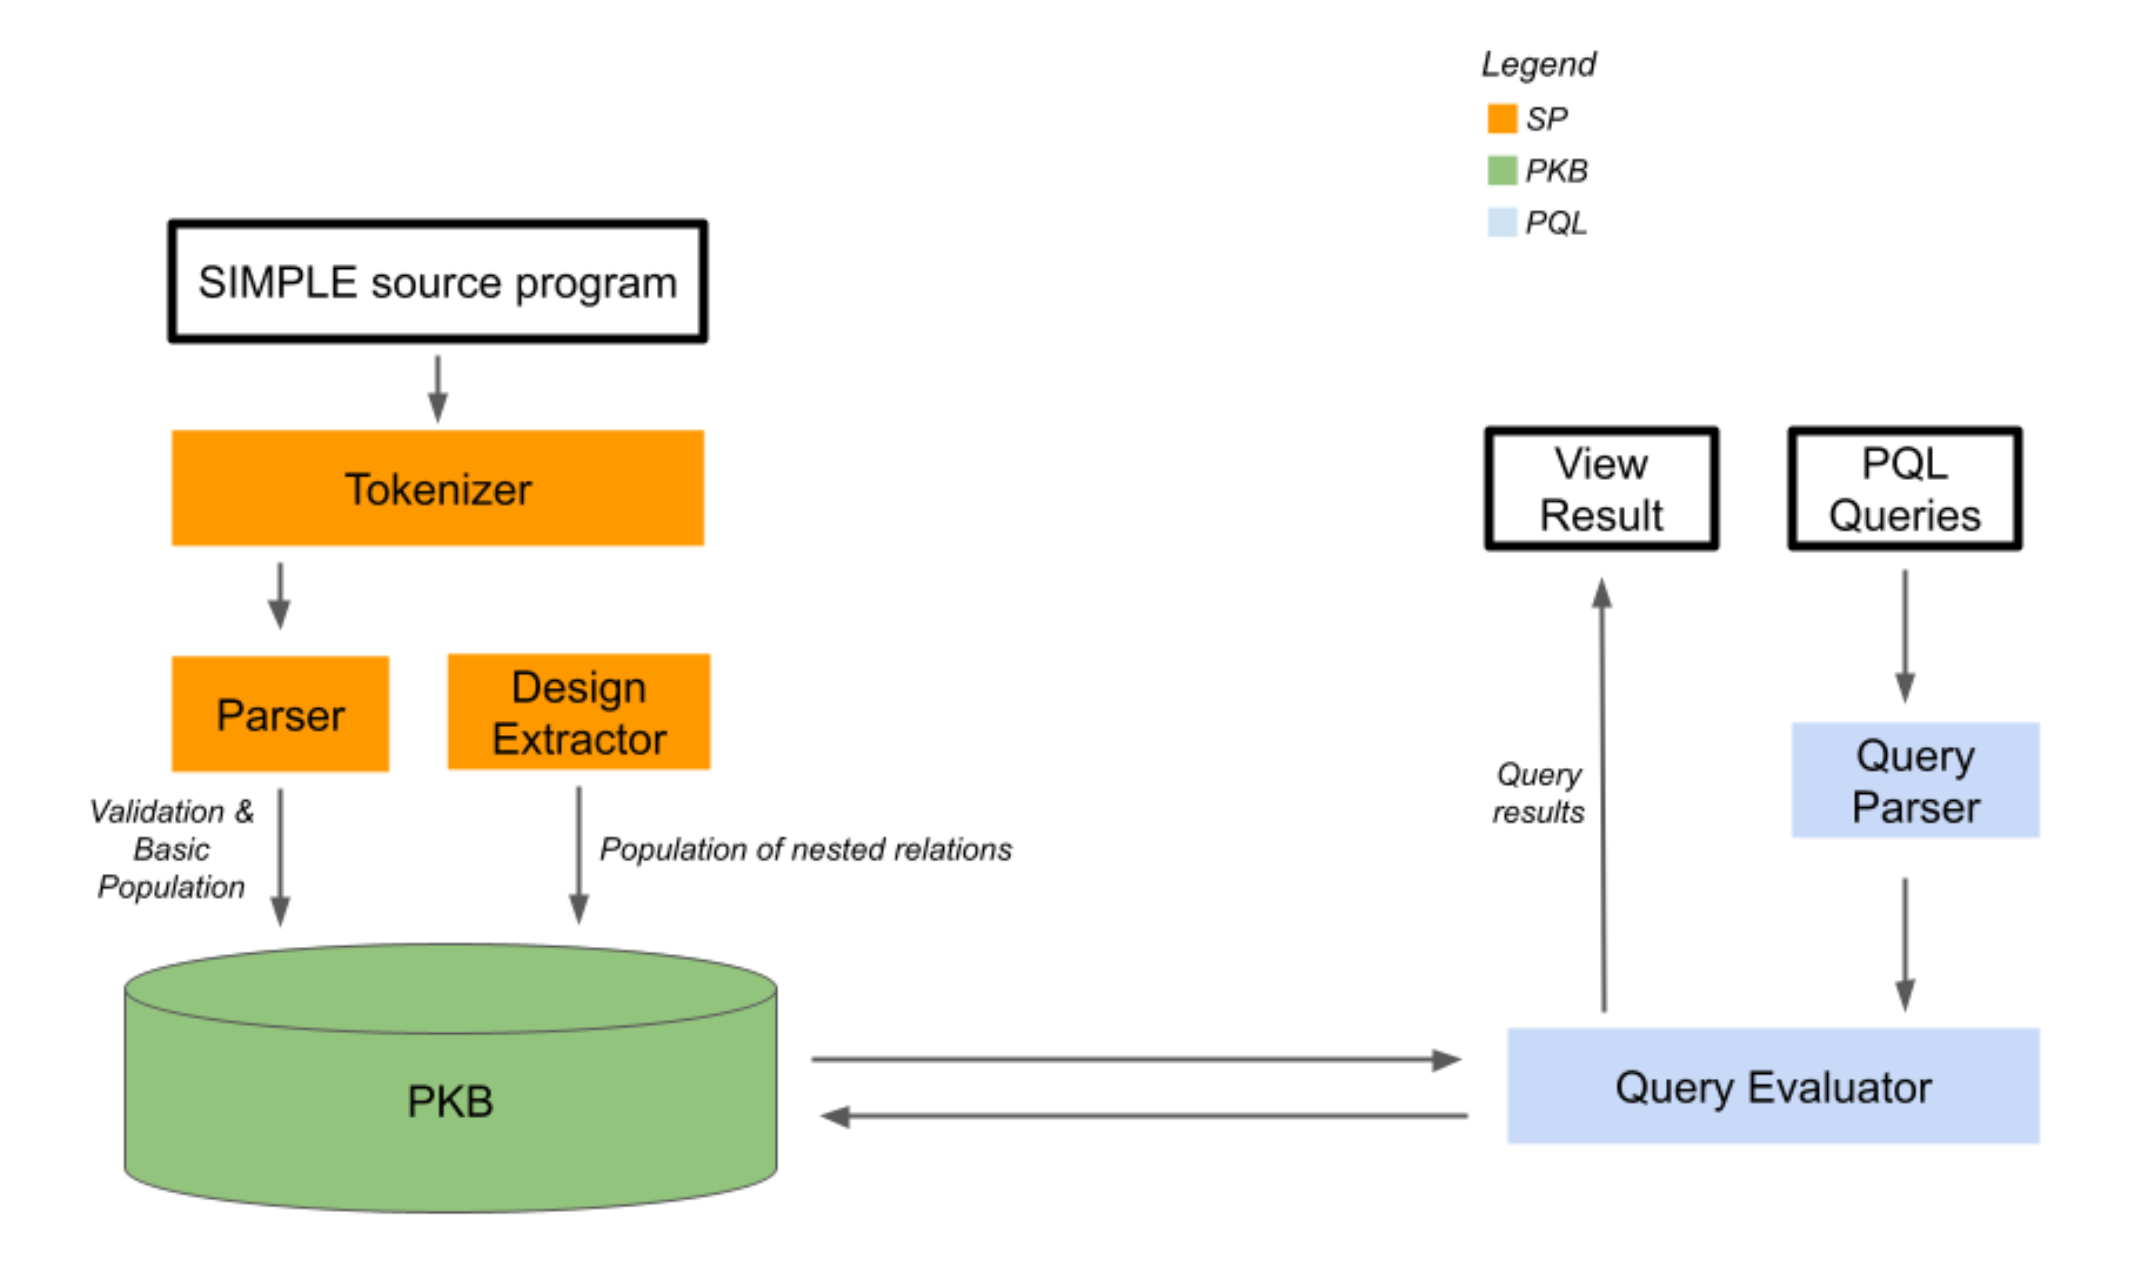 Legend
SP
PKB
PQL
SIMPLE source program
Tokenizer
Parser
Design
Extractor
Validation &
Basic
Population
Population of nested relations
PKB
View
Result
PQL
Queries
Query
results
Query
Parser
Query Evaluator